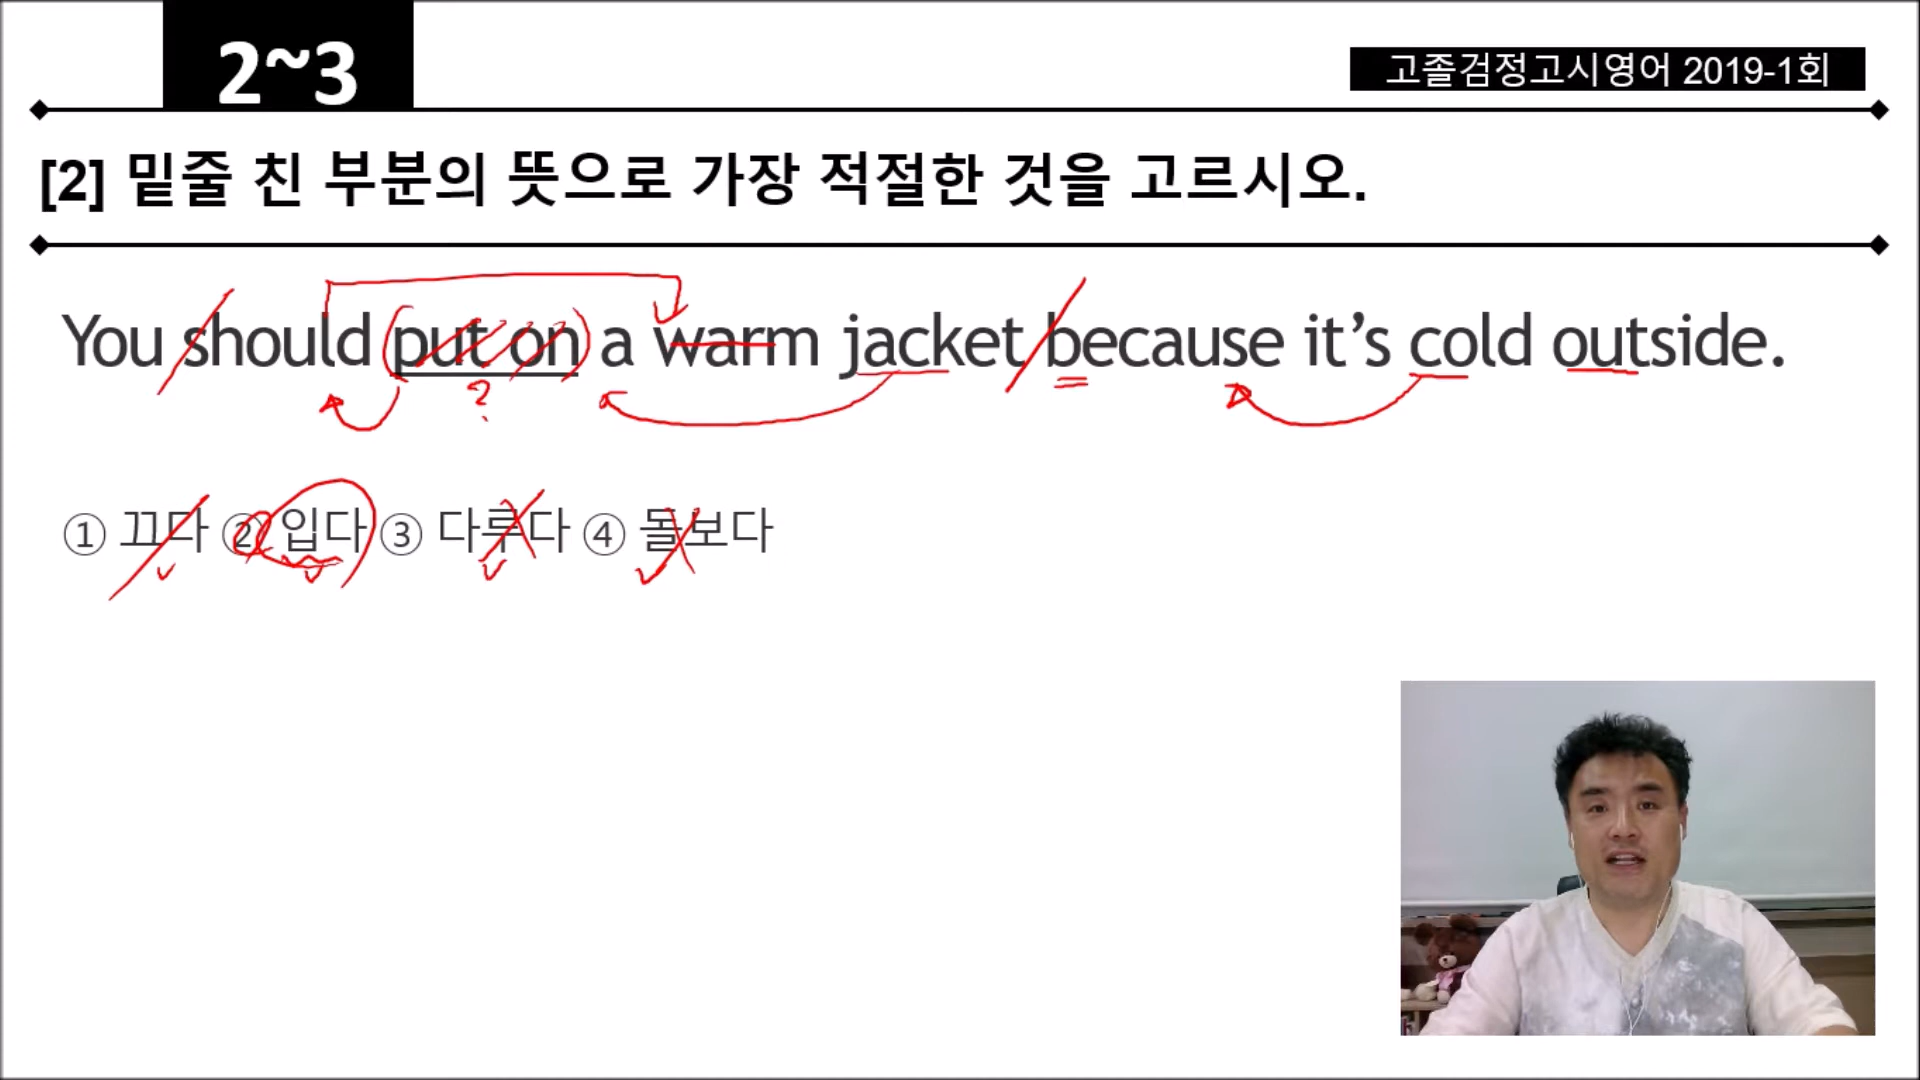 2~3
고졸검정고시영어 2019-1회
[2] 밑줄 친 부분의 뜻으로 가장 적절한 것을 고르시오.
You should put on a warm jacket because it’s cold outside.
?
① 끄다 ② 입다 ③ 다루다 ④ 돌보다